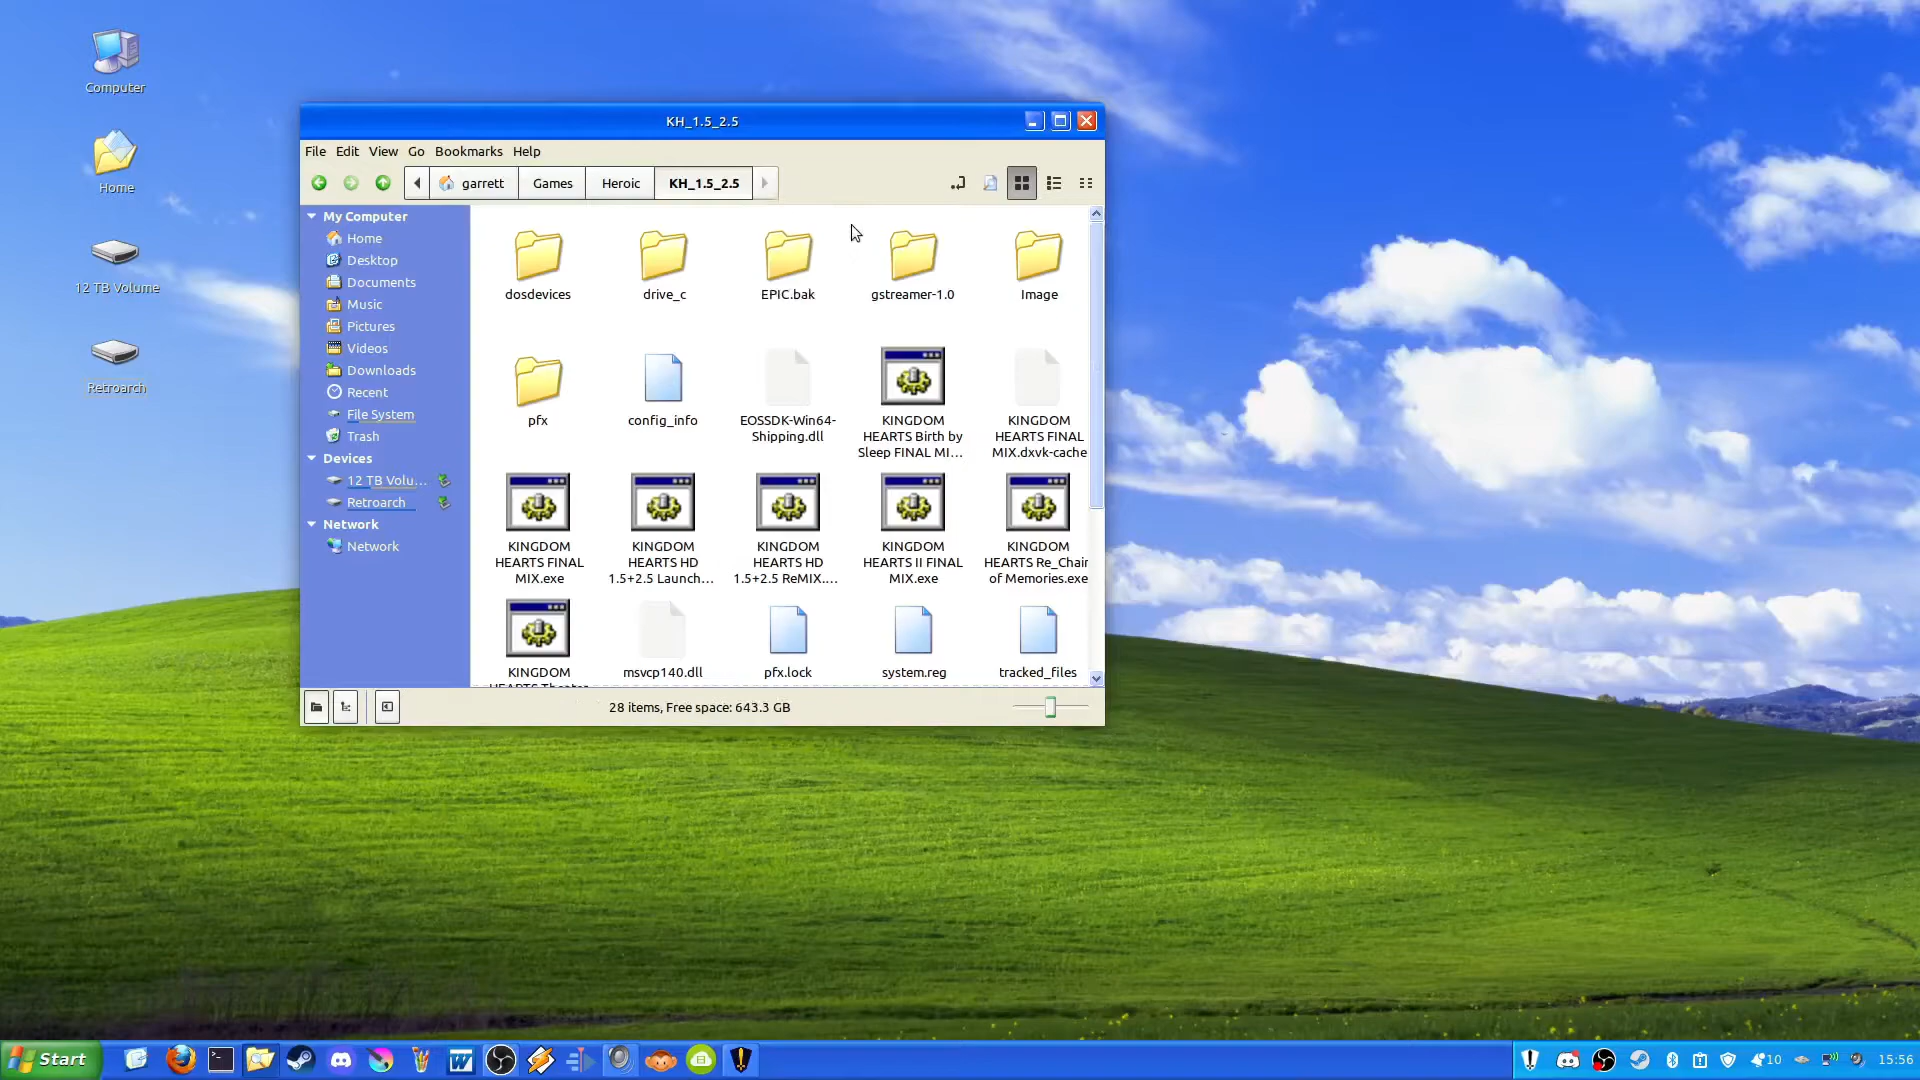 Computer
Home
12 TB Volume
Retroarch
KH_1.5_2.5
File Edit View Go Bookmarks Help
garrett Games Heroic KH_1.5_2.5
My Computer
Home
Desktop
Documents
Music
Pictures
Videos
Downloads
Recent
File System
Trash
Devices
12 TB Volu...
Retroarch
Network
Network
dosdevices
drive_c
EPIC.bak
gstreamer-1.0
Image
pfx
config_info
EOSSDK-Win64-
Shipping.dll
KINGDOM
HEARTS Birth by
Sleep FINAL MI...
KINGDOM
HEARTS FINAL
MIX.dxvk-cache
KINGDOM
HEARTS FINAL
MIX.exe
KINGDOM
HEARTS HD
1.5+2.5 Launch...
KINGDOM
HEARTS HD
1.5+2.5 ReMIX....
KINGDOM
HEARTS II FINAL
MIX.exe
KINGDOM
HEARTS Re_Chain
of Memories.exe
KINGDOM
HEARTS Theater
msvcp140.dll
pfx.lock
system.reg
tracked_files
28 items, Free space: 643.3 GB
Start
10
15:56